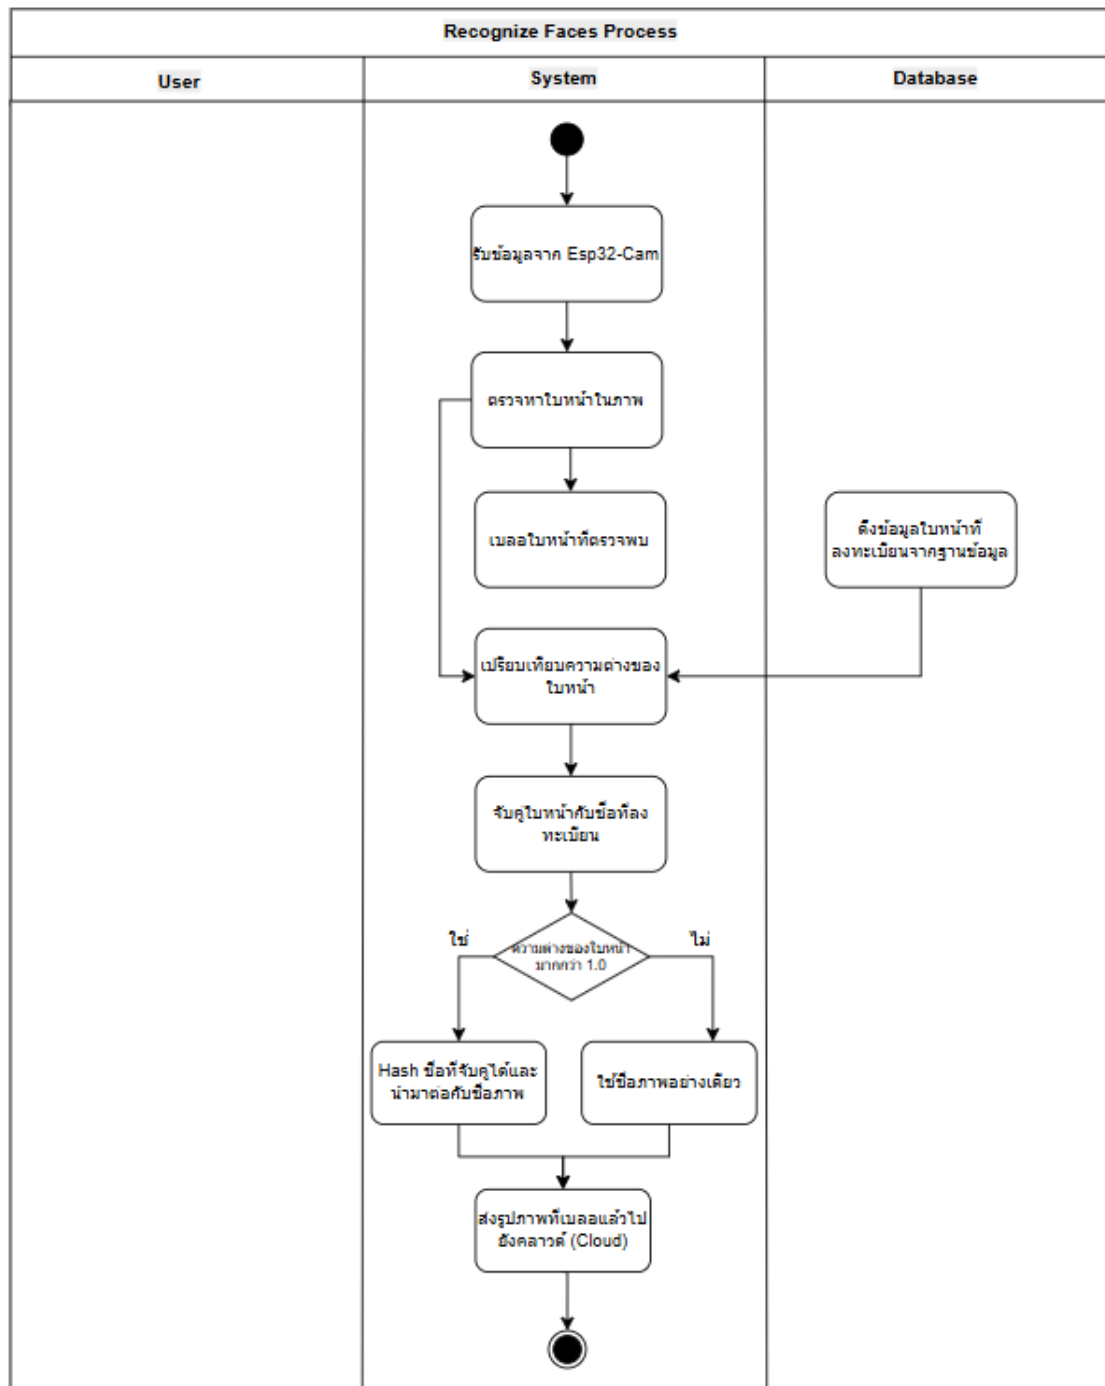 Recognize Faces Process
User
System
Database
รับข้อมูลจาก Esp32-Cam
ตรวจหาใบหน้าในภาพ
เบลอใบหน้าที่ตรวจพบ
ดึงข้อมูลใบหน้าที่
ลงทะเบียนจากฐานข้อมูล
เปรียบเทียบความต่างของ
ใบหน้า
จับคู่ใบหน้ากับชื่อที่ลง
ทะเบียน
ใช่
ความต่างของใบหน้า
มากกว่า 1.0
ไม่
Hash ชื่อที่จับคู่ได้และ
นำมาต่อกับชื่อภาพ
ใช้ชื่อภาพอย่างเดียว
ส่งรูปภาพที่เบลอแล้วไป
ยังคลาวด์ (Cloud)